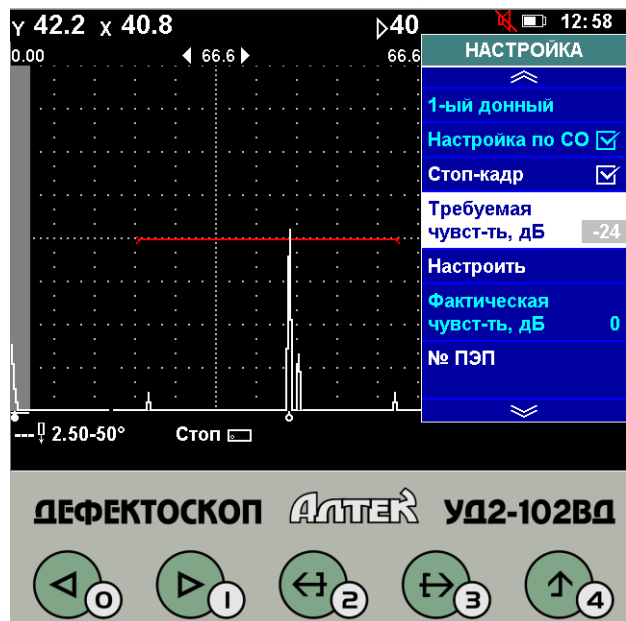 Y 42.2 X 40.8 ▷40 12:58
0.00 ◀ 66.6 ▶ 66.6
НАСТРОЙКА
1-ый донный
Настройка по СО
Стоп-кадр
Требуемая
чувст-ть, дБ -24
Настроить
Фактическая
чувст-ть, дБ 0
№ ПЭП
--- 2.50-50° Стоп
ДЕФЕКТОСКОП АЛТЕК УД2-102ВД
0 1 2 3 4